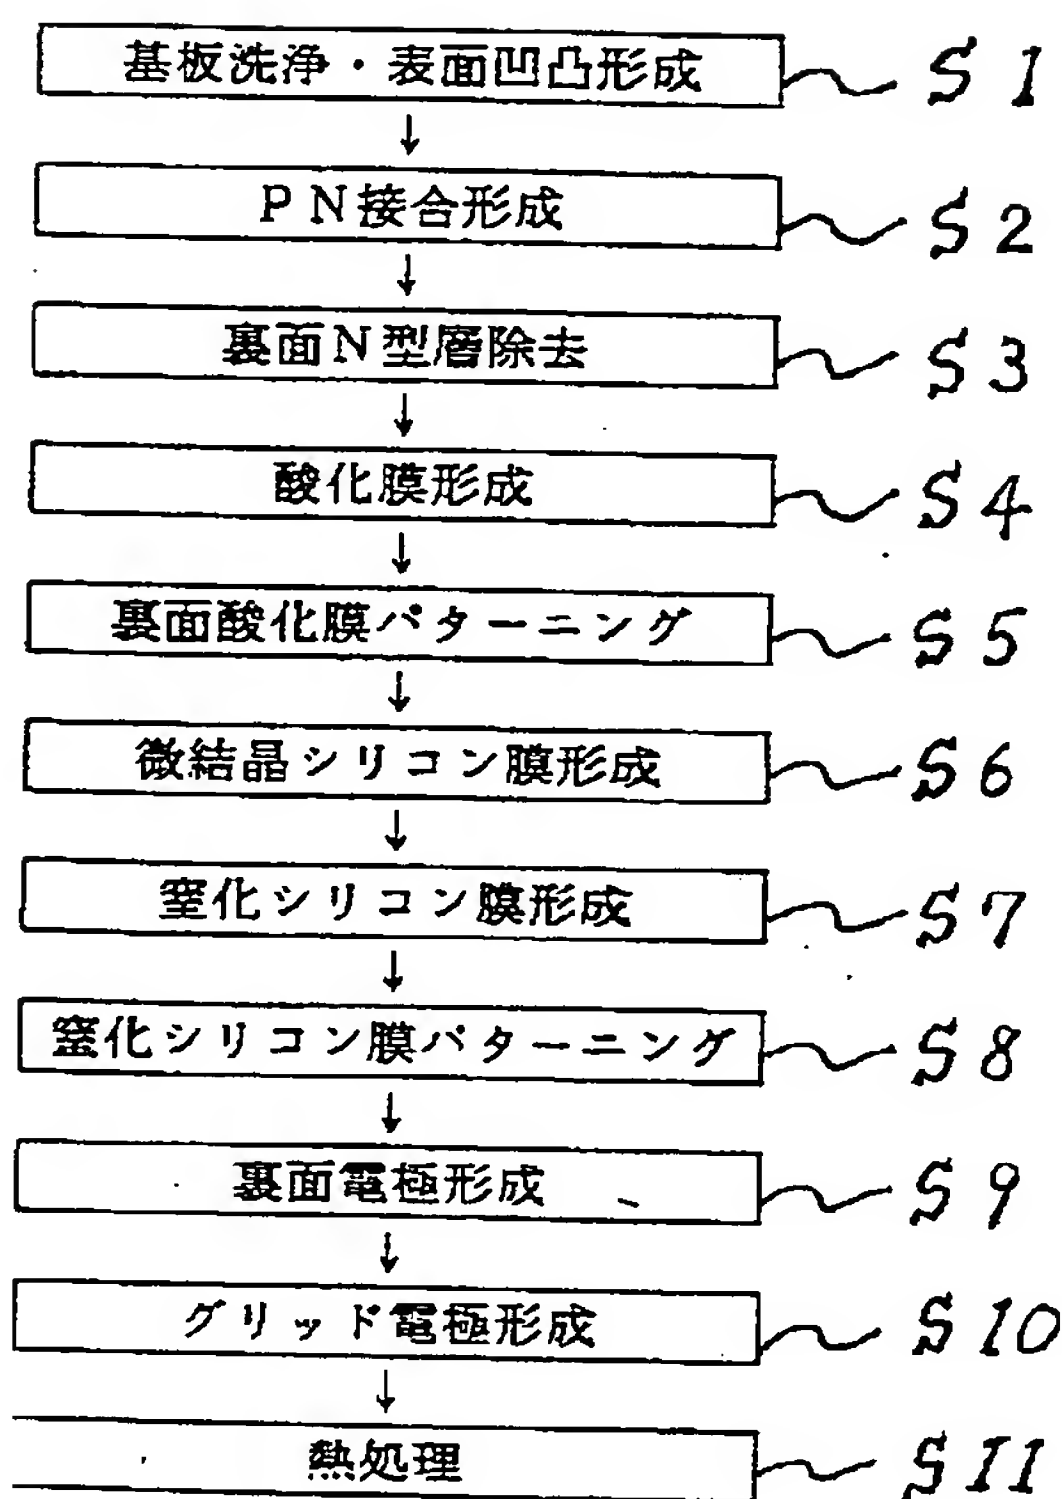 基板洗浄・表面凹凸形成 S1
↓
PN接合形成 S2
↓
裏面N型層除去 S3
↓
酸化膜形成 S4
↓
裏面酸化膜パターニング S5
↓
微結晶シリコン膜形成 S6
↓
窒化シリコン膜形成 S7
↓
窒化シリコン膜パターニング S8
↓
裏面電極形成 S9
↓
グリッド電極形成 S10
↓
熱処理 S11